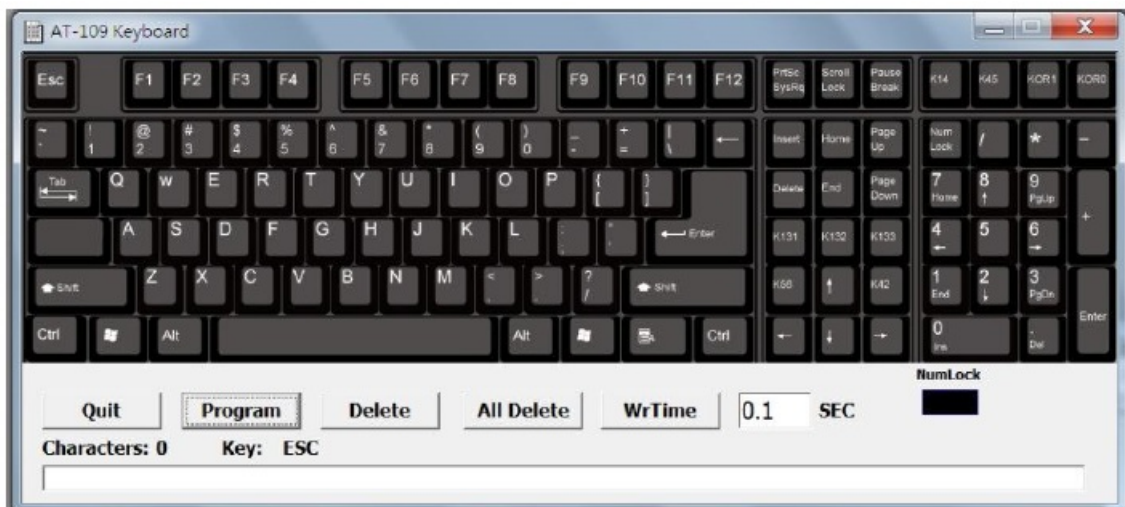 AT-109 Keyboard
Esc F1 F2 F3 F4 F5 F6 F7 F8 F9 F10 F11 F12 PrtSc SysRq Scroll Lock Pause Break K14 K45 KOR1 KOR0
~ ` ! 1 @ 2 # 3 $ 4 % 5 ^ 6 & 7 * 8 ( 9 ) 0 _ - + = | \ ← Insert Home Page Up Num Lock / * -
Tab Q W E R T Y U I O P { [ } ] Delete End Page Down 7 Home 8 ↑ 9 PgUp +
A S D F G H J K L : ; " ' Enter K131 K132 K133 4 ← 5 6 →
Shift Z X C V B N M < , > . ? / Shift K56 ↑ K42 1 End 2 ↓ 3 PgDn Enter
Ctrl Alt Alt Ctrl ← ↓ → 0 Ins . Del
NumLock
Quit Program Delete All Delete WrTime 0.1 SEC
Characters: 0 Key: ESC